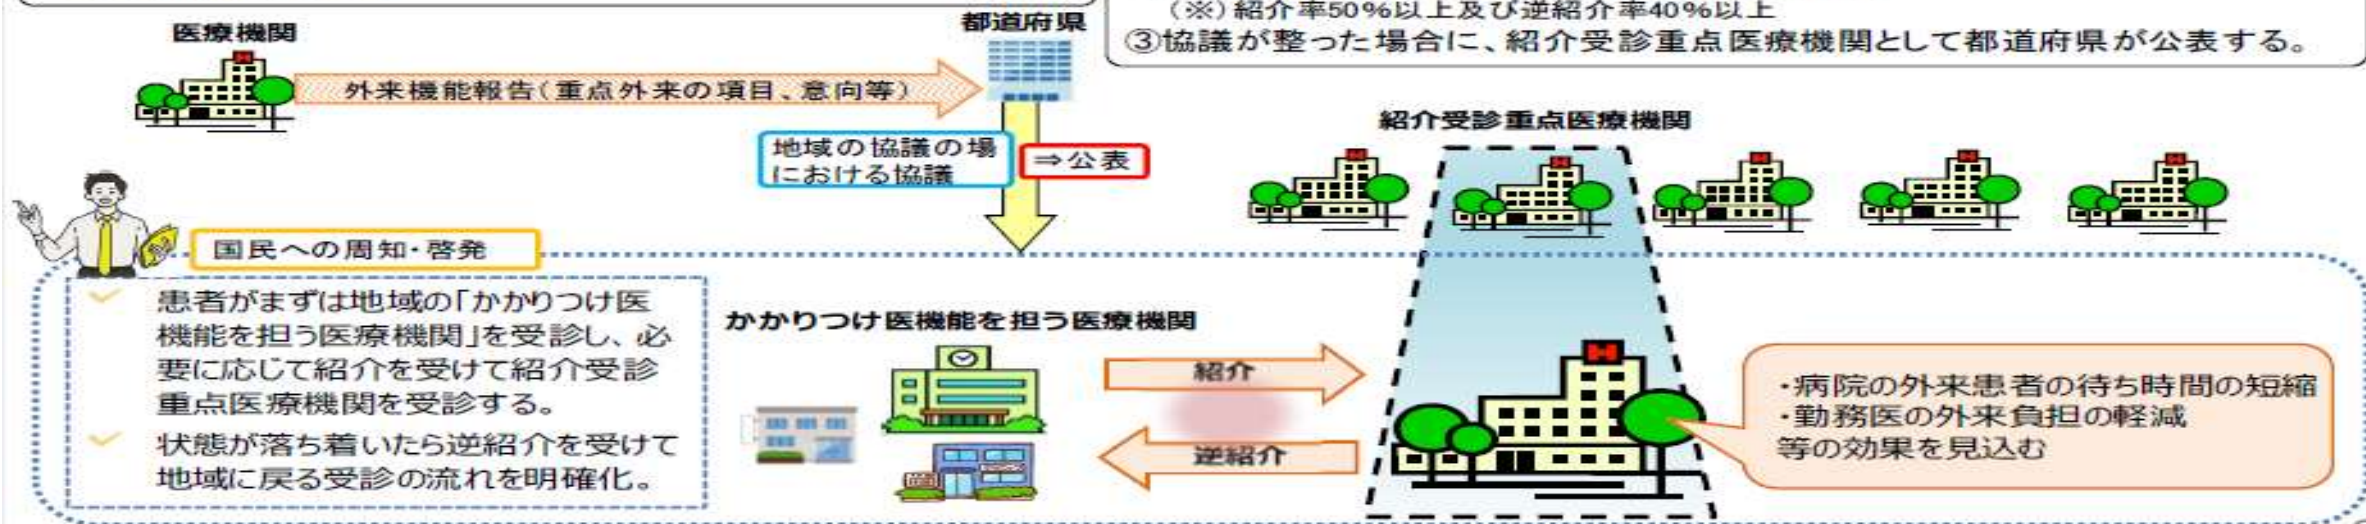 (※)紹介率50%以上及び逆紹介率40%以上
③協議が整った場合に、紹介受診重点医療機関として都道府県が公表する。
医療機関
都道府県
外来機能報告(重点外来の項目、意向等)
地域の協議の場
における協議
⇒公表
紹介受診重点医療機関
国民への周知・啓発
患者がまずは地域の「かかりつけ医
機能を担う医療機関」を受診し、必
要に応じて紹介を受けて紹介受診
重点医療機関を受診する。
状態が落ち着いたら逆紹介を受けて
地域に戻る受診の流れを明確化。
かかりつけ医機能を担う医療機関
紹介
逆紹介
・病院の外来患者の待ち時間の短縮
・勤務医の外来負担の軽減
等の効果を見込む